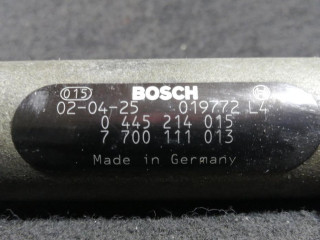 015 BOSCH
02-04-25 019772 L4
0 445 214 015
7 700 111 013
Made in Germany